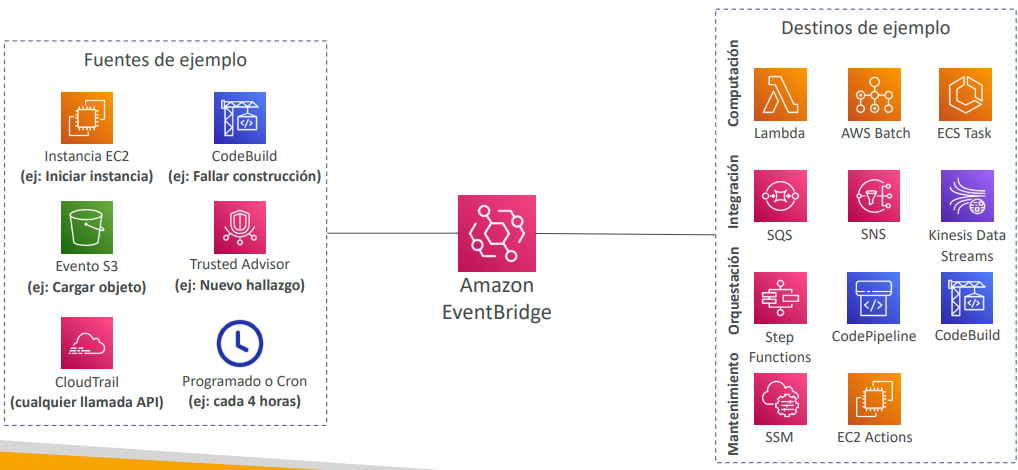 Fuentes de ejemplo
Instancia EC2
(ej: Iniciar instancia)
CodeBuild
(ej: Fallar construcción)
Evento S3
(ej: Cargar objeto)
Trusted Advisor
(ej: Nuevo hallazgo)
CloudTrail
(cualquier llamada API)
Programado o Cron
(ej: cada 4 horas)
Amazon
EventBridge
Destinos de ejemplo
Computación
Lambda
AWS Batch
ECS Task
Integración
SQS
SNS
Kinesis Data
Streams
Orquestación
Step
Functions
CodePipeline
CodeBuild
Mantenimiento
SSM
EC2 Actions